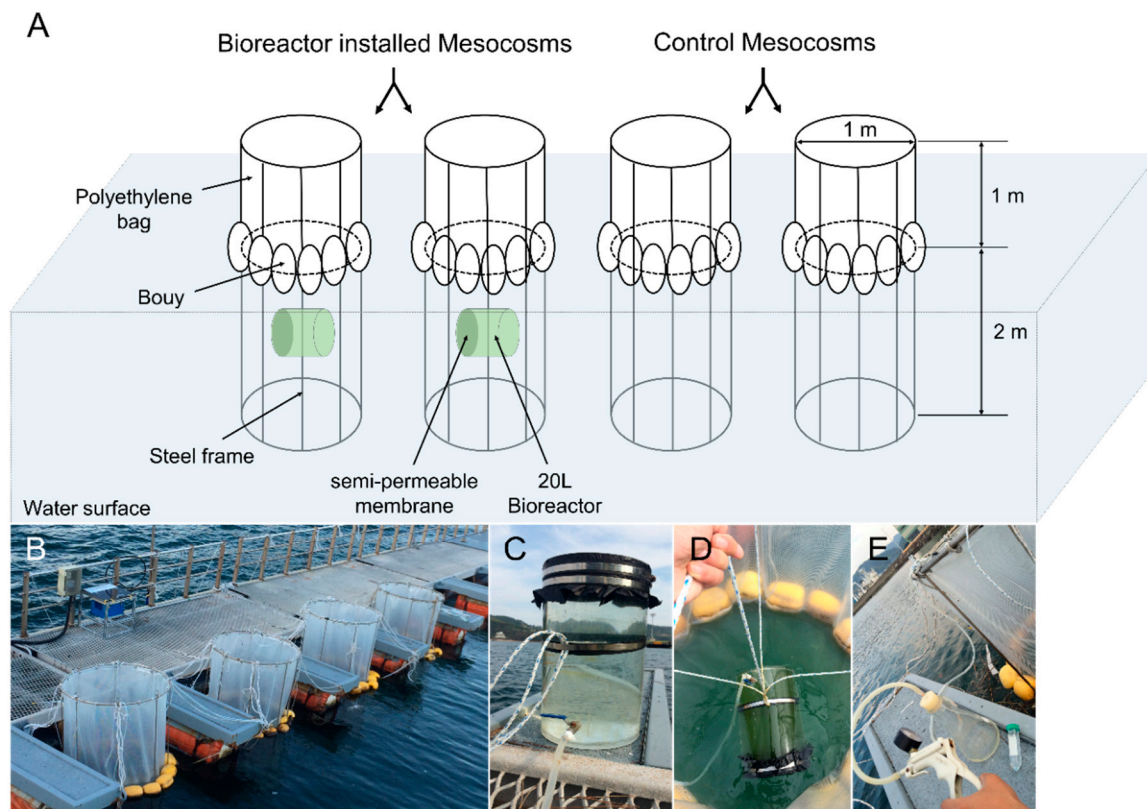 A
Bioreactor installed Mesocosms
Control Mesocosms
1 m
1 m
Polyethylene
bag
Bouy
2 m
Steel frame
semi-permeable
membrane
20L
Bioreactor
Water surface
B
C
D
E